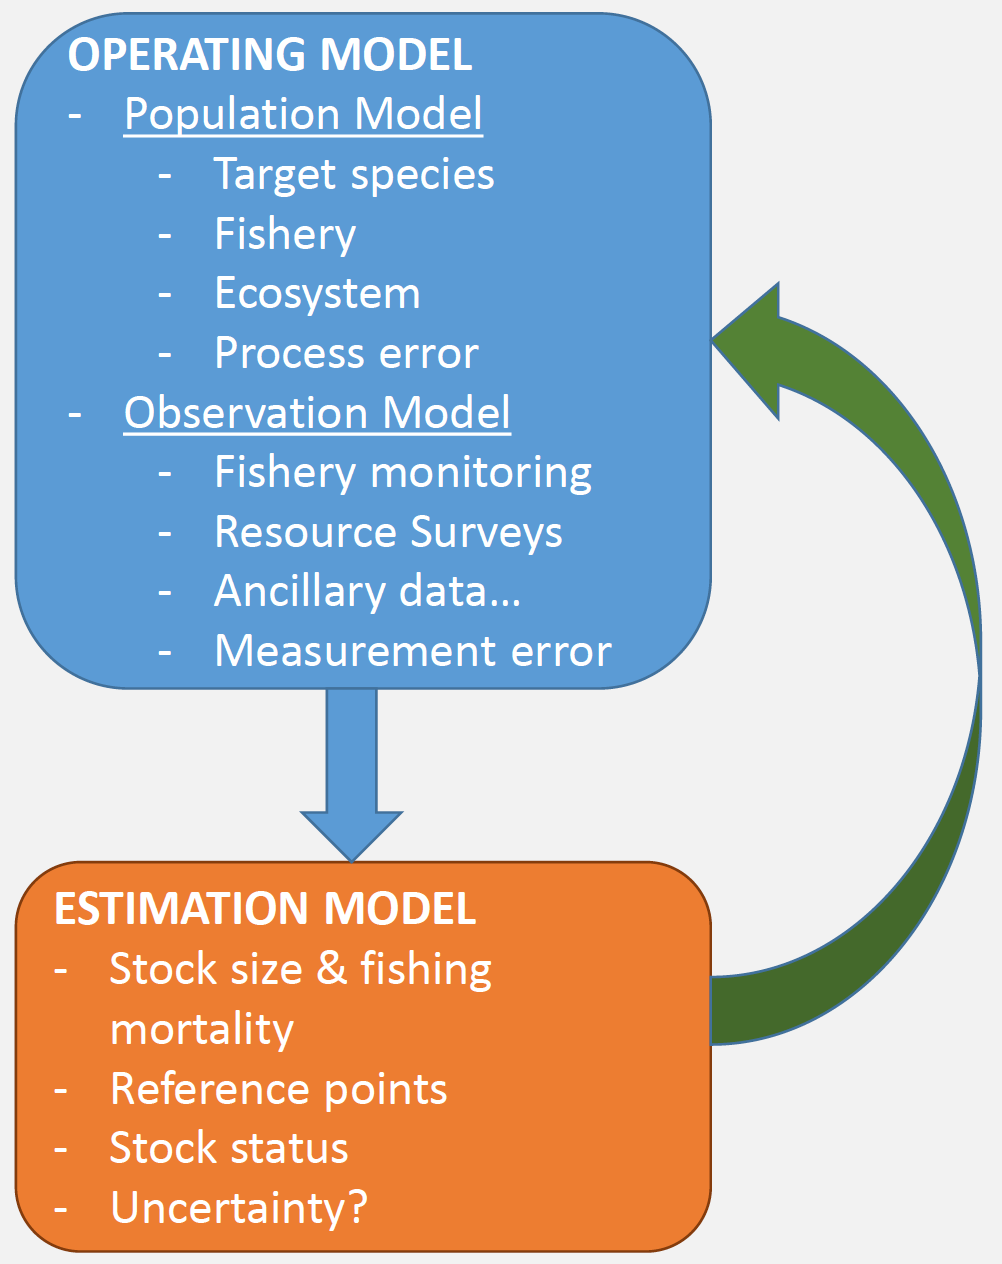 OPERATING MODEL
- Population Model
- Target species
- Fishery
- Ecosystem
- Process error
- Observation Model
- Fishery monitoring
- Resource Surveys
- Ancillary data...
- Measurement error
ESTIMATION MODEL
- Stock size & fishing
mortality
- Reference points
- Stock status
- Uncertainty?